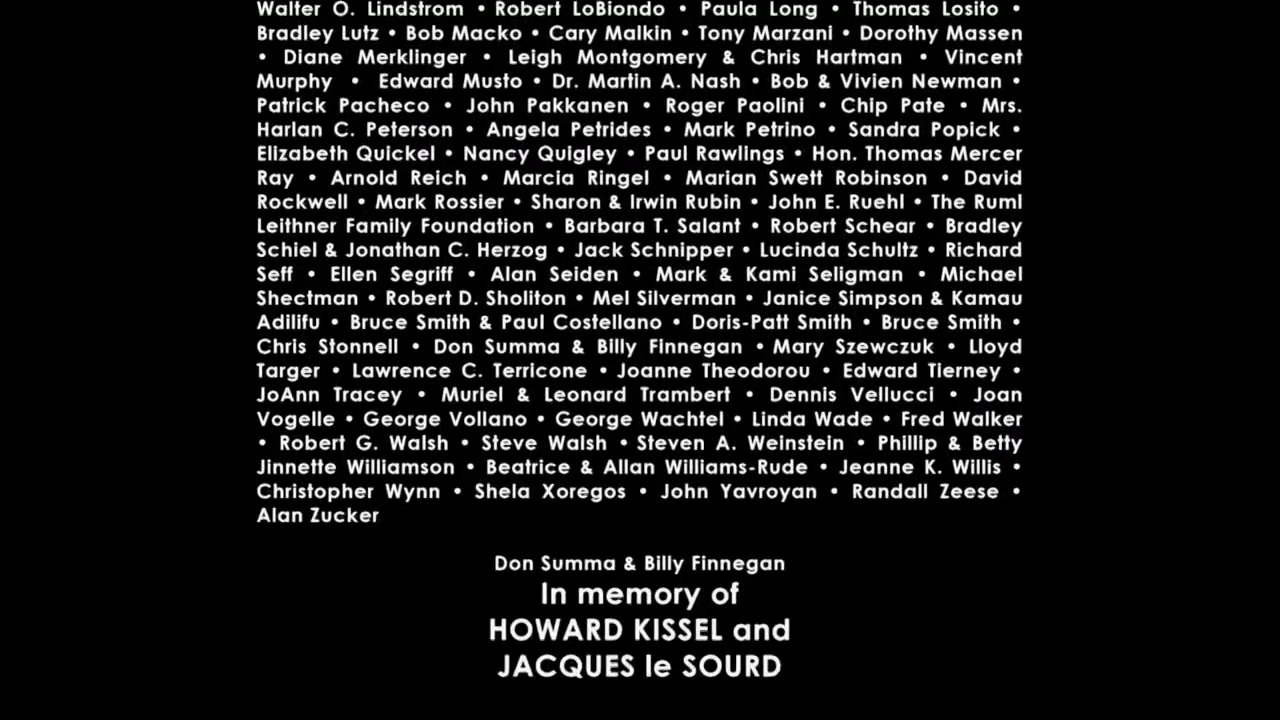 Walter O. Lindstrom • Robert LoBiondo • Paula Long • Thomas Losito •
Bradley Lutz • Bob Macko • Cary Malkin • Tony Marzani • Dorothy Massen
• Diane Merklinger • Leigh Montgomery & Chris Hartman • Vincent
Murphy • Edward Musto • Dr. Martin A. Nash • Bob & Vivien Newman •
Patrick Pacheco • John Pakkanen • Roger Paolini • Chip Pate • Mrs.
Harlan C. Peterson • Angela Petrides • Mark Petrino • Sandra Popick •
Elizabeth Quickel • Nancy Quigley • Paul Rawlings • Hon. Thomas Mercer
Ray • Arnold Reich • Marcia Ringel • Marian Swett Robinson • David
Rockwell • Mark Rossier • Sharon & Irwin Rubin • John E. Ruehl • The Ruml
Leithner Family Foundation • Barbara T. Salant • Robert Schear • Bradley
Schiel & Jonathan C. Herzog • Jack Schnipper • Lucinda Schultz • Richard
Seff • Ellen Segriff • Alan Seiden • Mark & Kami Seligman • Michael
Shectman • Robert D. Sholiton • Mel Silverman • Janice Simpson & Kamau
Adilifu • Bruce Smith & Paul Costellano • Doris-Patt Smith • Bruce Smith •
Chris Stonnell • Don Summa & Billy Finnegan • Mary Szewczuk • Lloyd
Targer • Lawrence C. Terricone • Joanne Theodorou • Edward Tierney •
JoAnn Tracey • Muriel & Leonard Trambert • Dennis Vellucci • Joan
Vogelle • George Vollano • George Wachtel • Linda Wade • Fred Walker
• Robert G. Walsh • Steve Walsh • Steven A. Weinstein • Phillip & Betty
Jinnette Williamson • Beatrice & Allan Williams-Rude • Jeanne K. Willis •
Christopher Wynn • Shela Xoregos • John Yavroyan • Randall Zeese •
Alan Zucker
Don Summa & Billy Finnegan
In memory of
HOWARD KISSEL and
JACQUES le SOURD